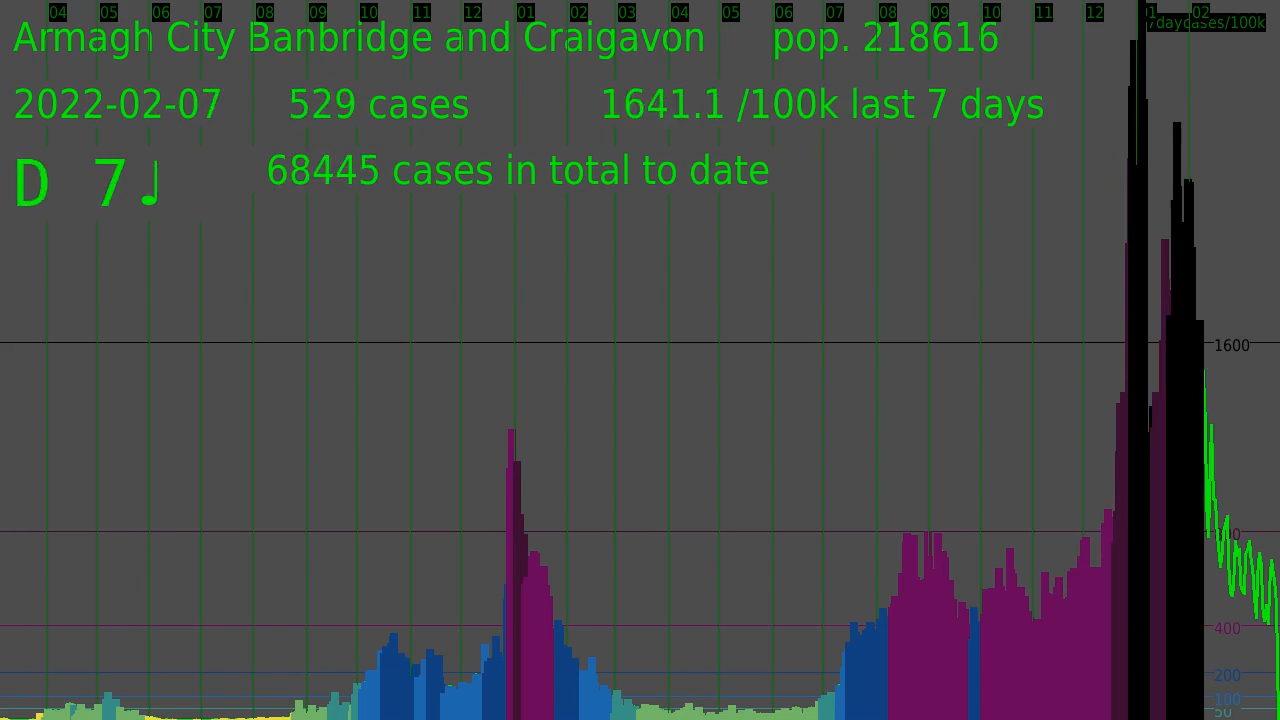 04 05 06 07 08 09 10 11 12 01 02 03 04 05 06 07 08 09 10 11 12 01 02
7daycases/100k
Armagh City Banbridge and Craigavon pop. 218616
2022-02-07 529 cases 1641.1 /100k last 7 days
D 7♩ 68445 cases in total to date
1600
400
200
100
50